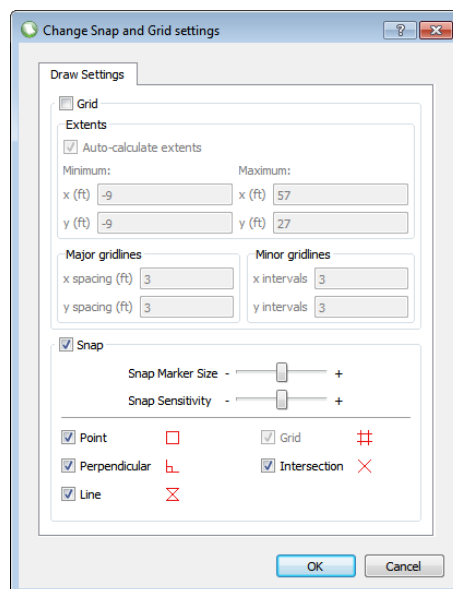 Change Snap and Grid settings
Draw Settings
Grid
Extents
Auto-calculate extents
Minimum: Maximum:
x (ft) -9 x (ft) 57
y (ft) -9 y (ft) 27
Major gridlines Minor gridlines
x spacing (ft) 3 x intervals 3
y spacing (ft) 3 y intervals 3
Snap
Snap Marker Size - +
Snap Sensitivity - +
Point Grid
Perpendicular Intersection
Line
OK Cancel